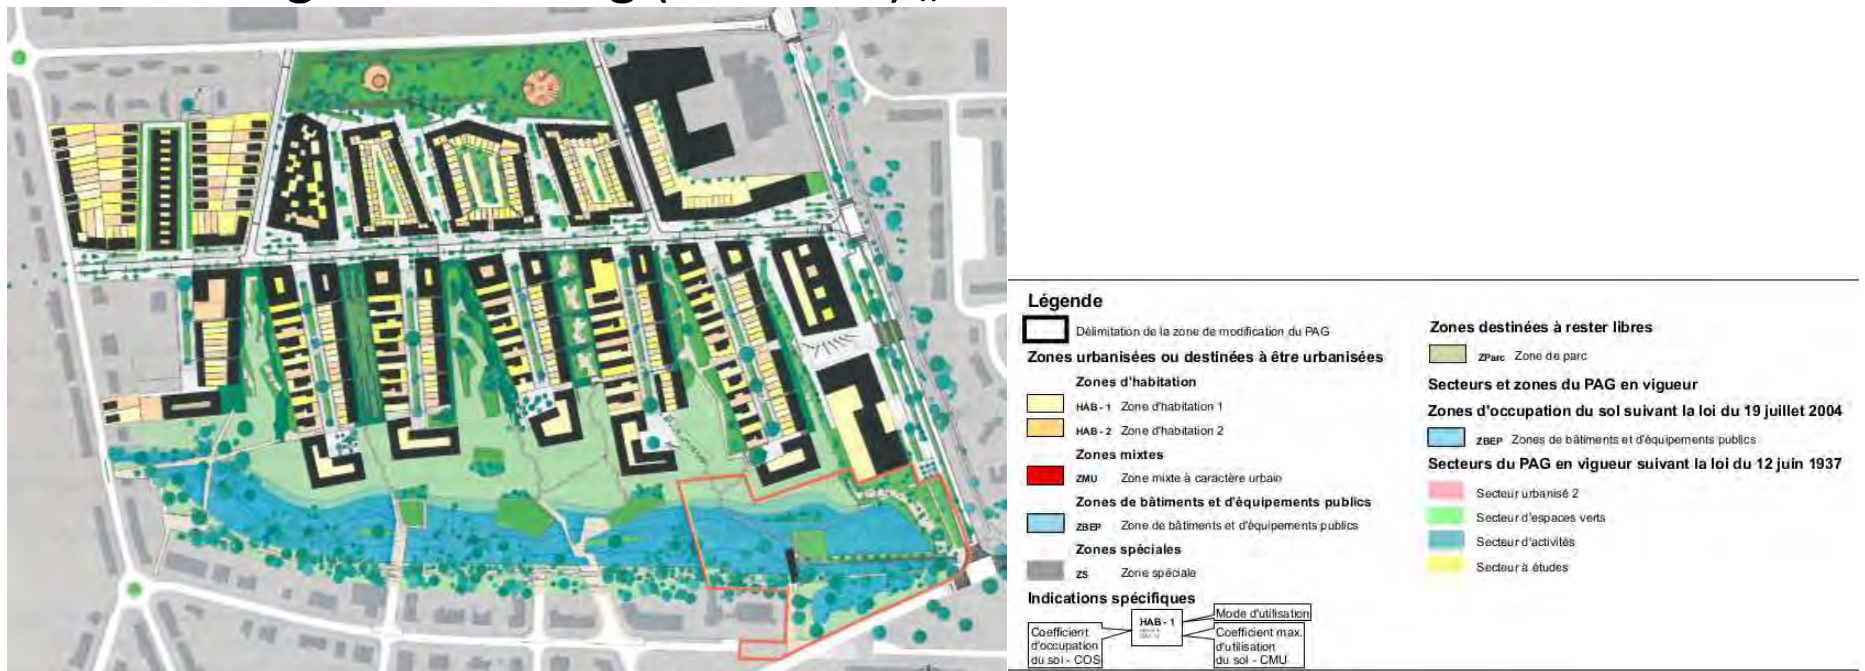 Légende
Délimitation de la zone de modification du PAG
Zones urbanisées ou destinées à être urbanisées
Zones d'habitation
HAB - 1 Zone d'habitation 1
HAB - 2 Zone d'habitation 2
Zones mixtes
ZMU Zone mixte à caractère urbain
Zones de bâtiments et d'équipements publics
ZBEP Zone de bâtiments et d'équipements publics
Zones spéciales
ZS Zone spéciale
Indications spécifiques
Coefficient
d'occupation
du sol - COS
HAB - 1
Mode d'utilisation
Coefficient max.
d'utilisation
du sol - CMU
Zones destinées à rester libres
ZParc Zone de parc
Secteurs et zones du PAG en vigueur
Zones d'occupation du sol suivant la loi du 19 juillet 2004
ZBEP Zones de bâtiments et d'équipements publics
Secteurs du PAG en vigueur suivant la loi du 12 juin 1937
Secteur urbanisé 2
Secteur d'espaces verts
Secteur d'activités
Secteur à études